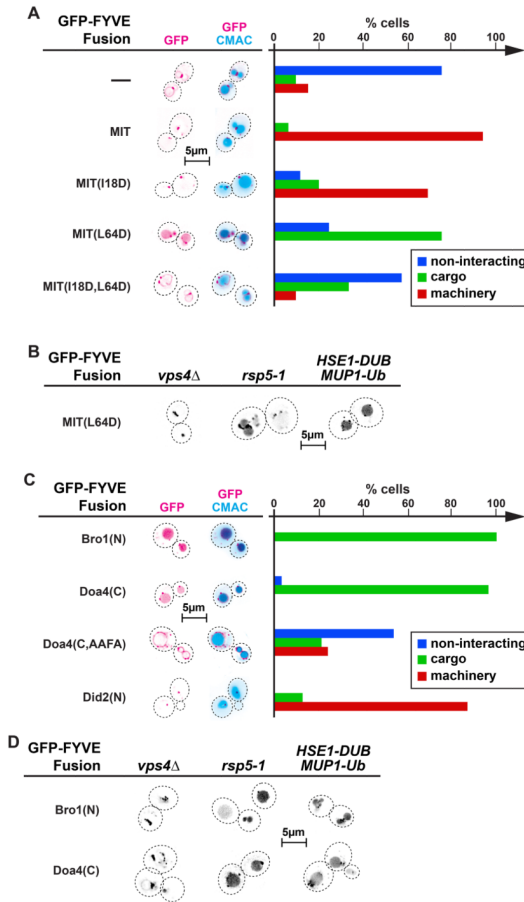 A
GFP-FYVE
Fusion
GFP
GFP
CMAC
% cells
0 20 40 60 80 100
—
MIT
5µm
MIT(I18D)
MIT(L64D)
MIT(I18D,L64D)
non-interacting
cargo
machinery
B
GFP-FYVE
Fusion
vps4Δ
rsp5-1
HSE1-DUB
MUP1-Ub
MIT(L64D)
5µm
C
GFP-FYVE
Fusion
GFP
GFP
CMAC
% cells
0 20 40 60 80 100
Bro1(N)
Doa4(C)
5µm
Doa4(C,AAFA)
Did2(N)
non-interacting
cargo
machinery
D
GFP-FYVE
Fusion
vps4Δ
rsp5-1
HSE1-DUB
MUP1-Ub
Bro1(N)
5µm
Doa4(C)